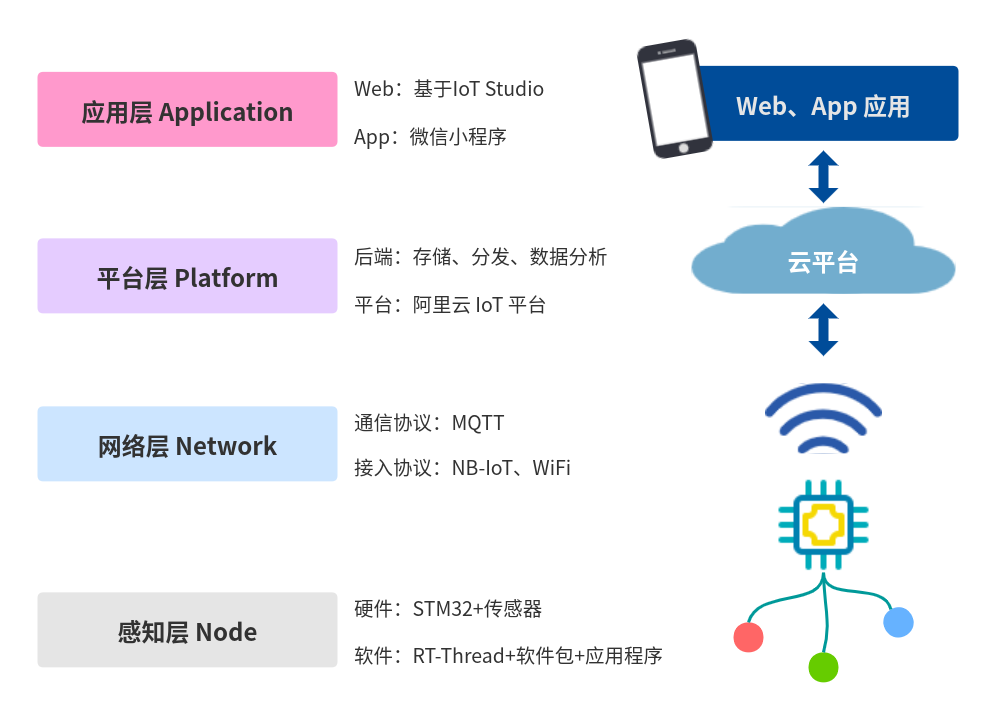 应用层 Application
Web：基于IoT Studio
App：微信小程序
Web、App 应用
平台层 Platform
后端：存储、分发、数据分析
平台：阿里云 IoT 平台
云平台
网络层 Network
通信协议：MQTT
接入协议：NB-IoT、WiFi
感知层 Node
硬件：STM32+传感器
软件：RT-Thread+软件包+应用程序